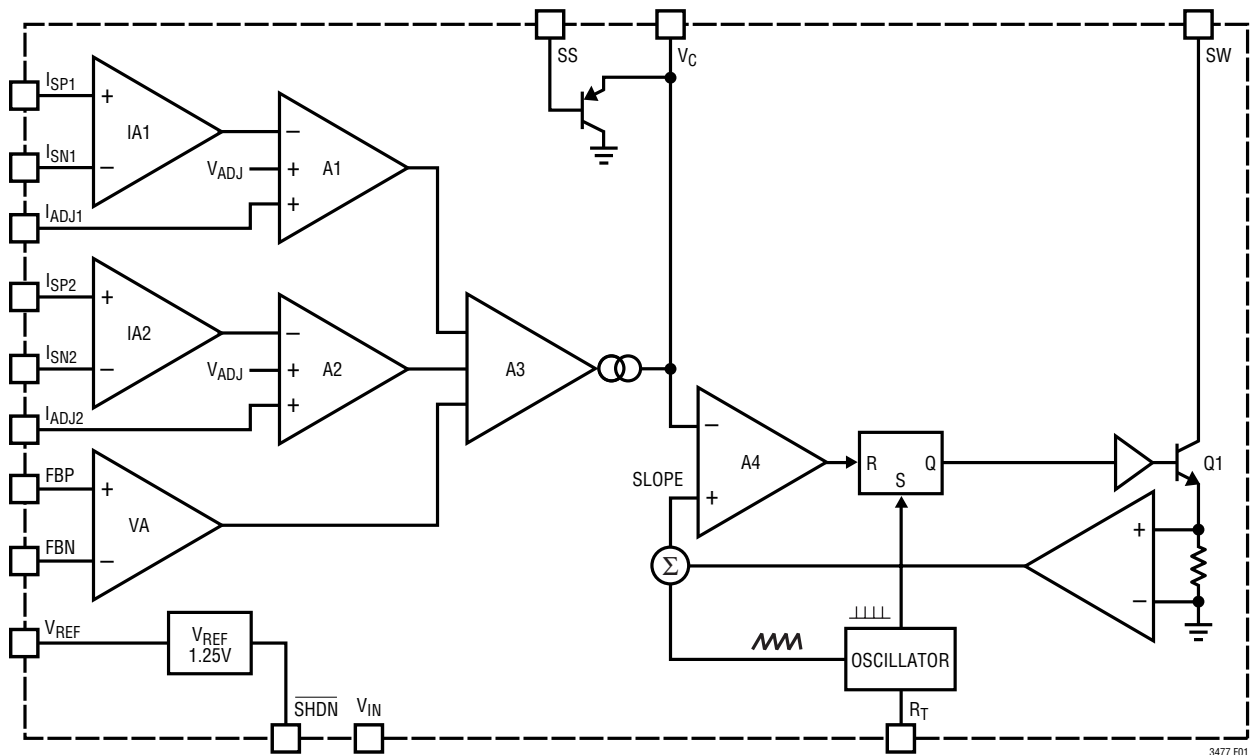 SS
V_C
SW
I_SP1
+
IA1
I_SN1
−
−
V_ADJ
+
A1
+
I_ADJ1
I_SP2
+
IA2
I_SN2
−
−
V_ADJ
+
A2
+
I_ADJ2
A3
FBP
+
VA
FBN
−
−
A4
SLOPE
+
R
Q
S
Q1
+
−
Σ
V_REF
V_REF
1.25V
OSCILLATOR
SHDN
V_IN
R_T
3477 F01